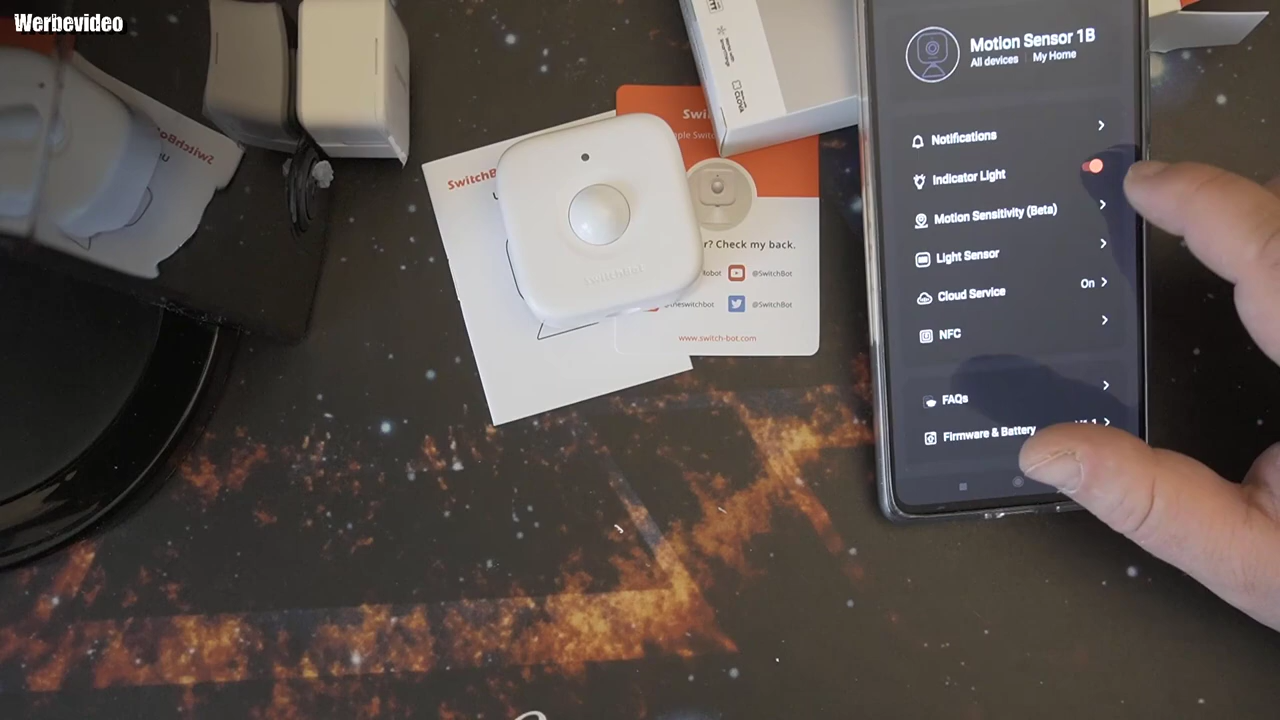 Werbevideo
Motion Sensor 1B
All devices | My Home
Notifications
Indicator Light
Motion Sensitivity (Beta)
Light Sensor
Cloud Service
On
NFC
FAQs
Firmware & Battery
SwitchBot
r? Check my back.
@SwitchBot
@theswitchbot
@SwitchBot
www.switch-bot.com